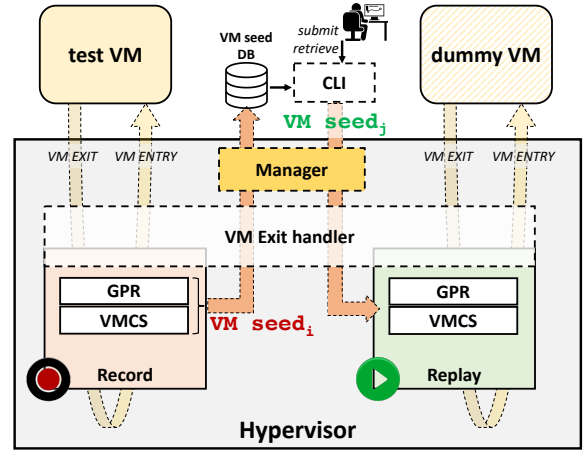 test VM
VM seed
DB
submit
retrieve
CLI
dummy VM
VM seedj
VM EXIT
VM ENTRY
Manager
VM EXIT
VM ENTRY
VM Exit handler
GPR
VMCS
VM seedi
GPR
VMCS
Record
Replay
Hypervisor